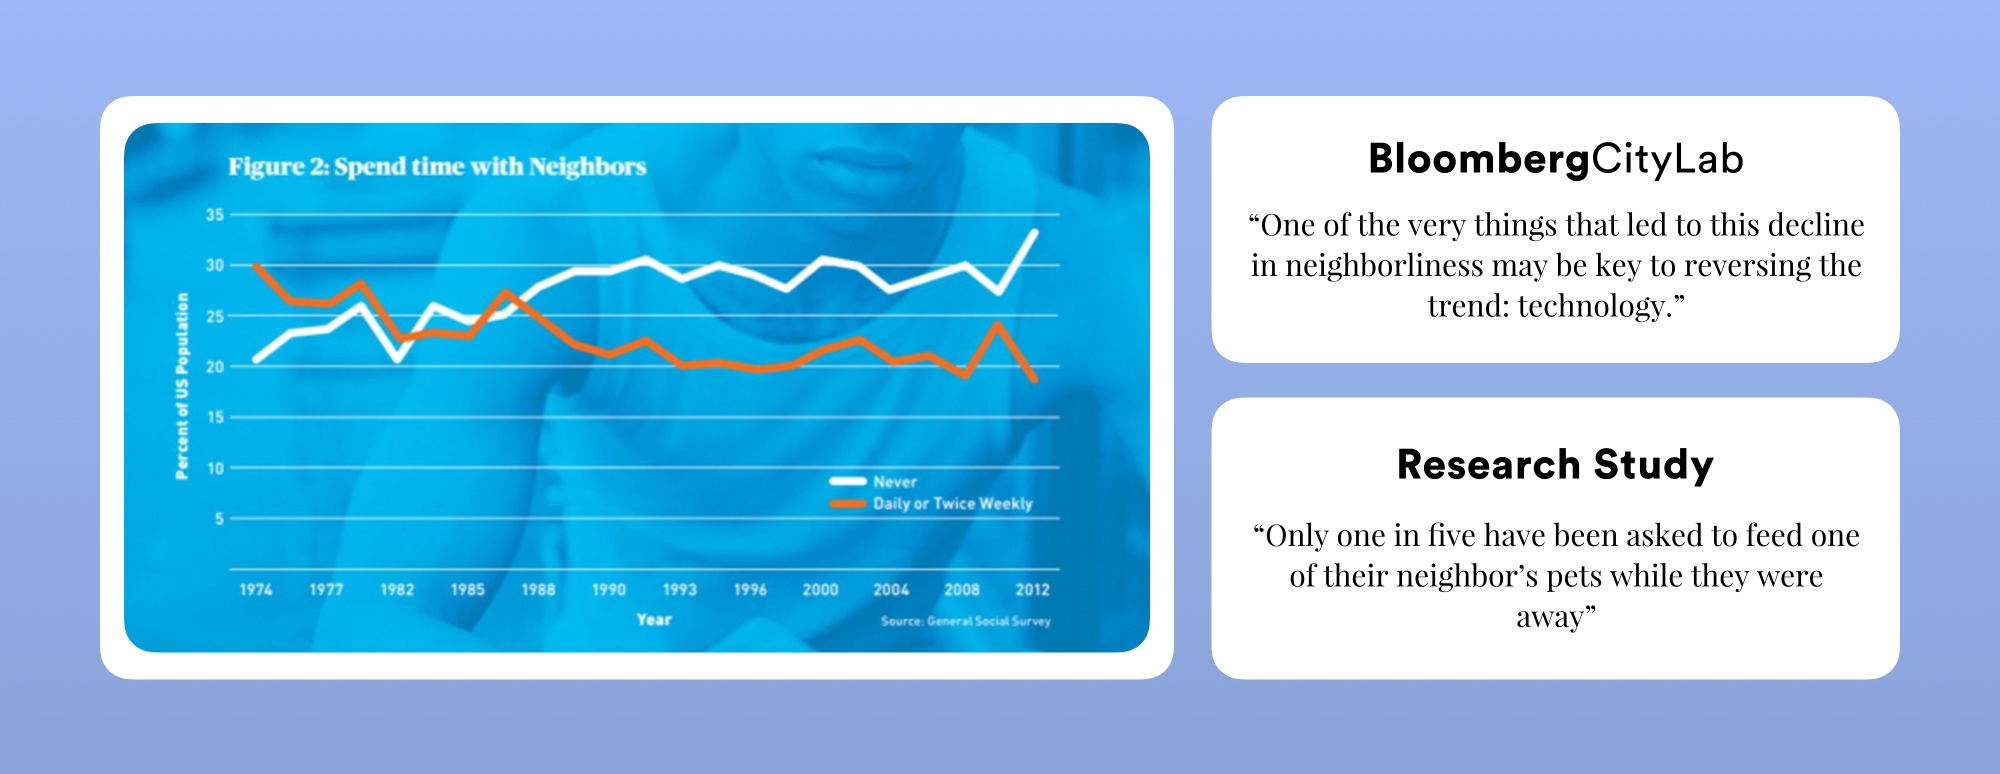 Figure 2: Spend time with Neighbors
35
30
25
20
15
10
5
Percent of US Population
Never
Daily or Twice Weekly
1974 1977 1982 1985 1988 1990 1993 1996 2000 2004 2008 2012
Year
Source: General Social Survey
BloombergCityLab
“One of the very things that led to this decline
in neighborliness may be key to reversing the
trend: technology.”
Research Study
“Only one in five have been asked to feed one
of their neighbor’s pets while they were
away”